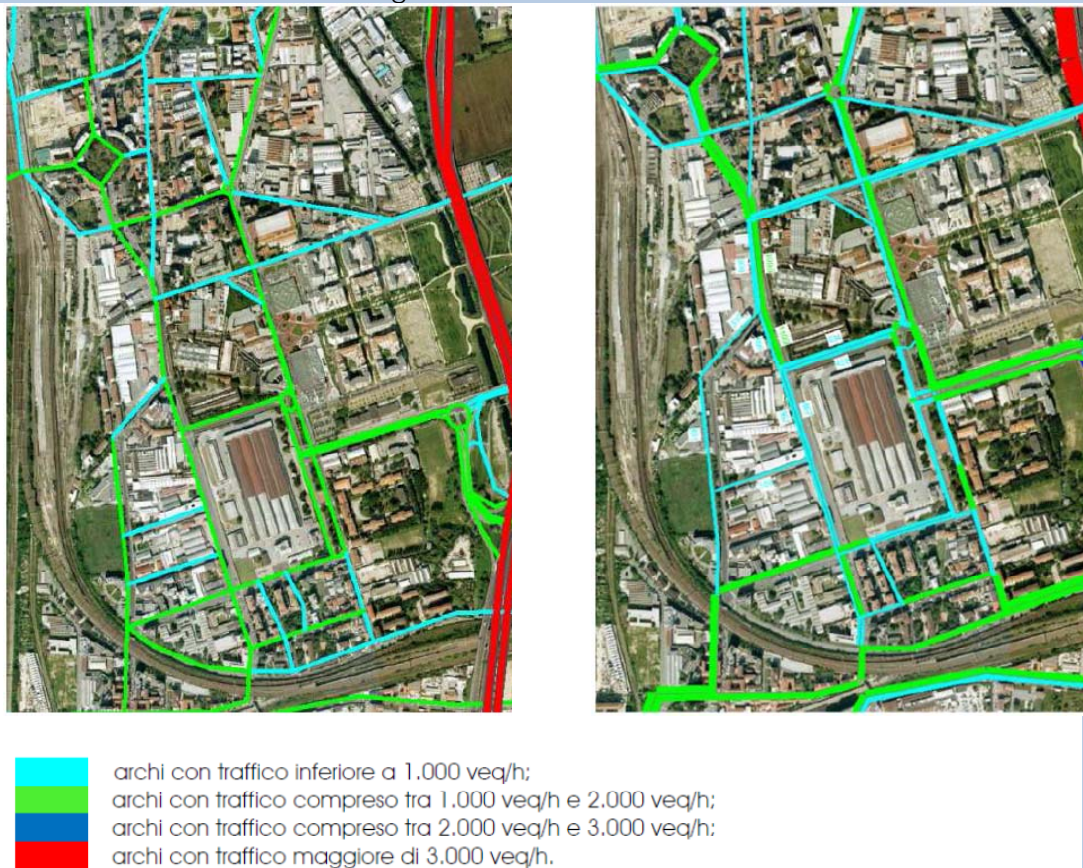 archi con traffico inferiore a 1.000 veq/h;
archi con traffico compreso tra 1.000 veq/h e 2.000 veq/h;
archi con traffico compreso tra 2.000 veq/h e 3.000 veq/h;
archi con traffico maggiore di 3.000 veq/h.